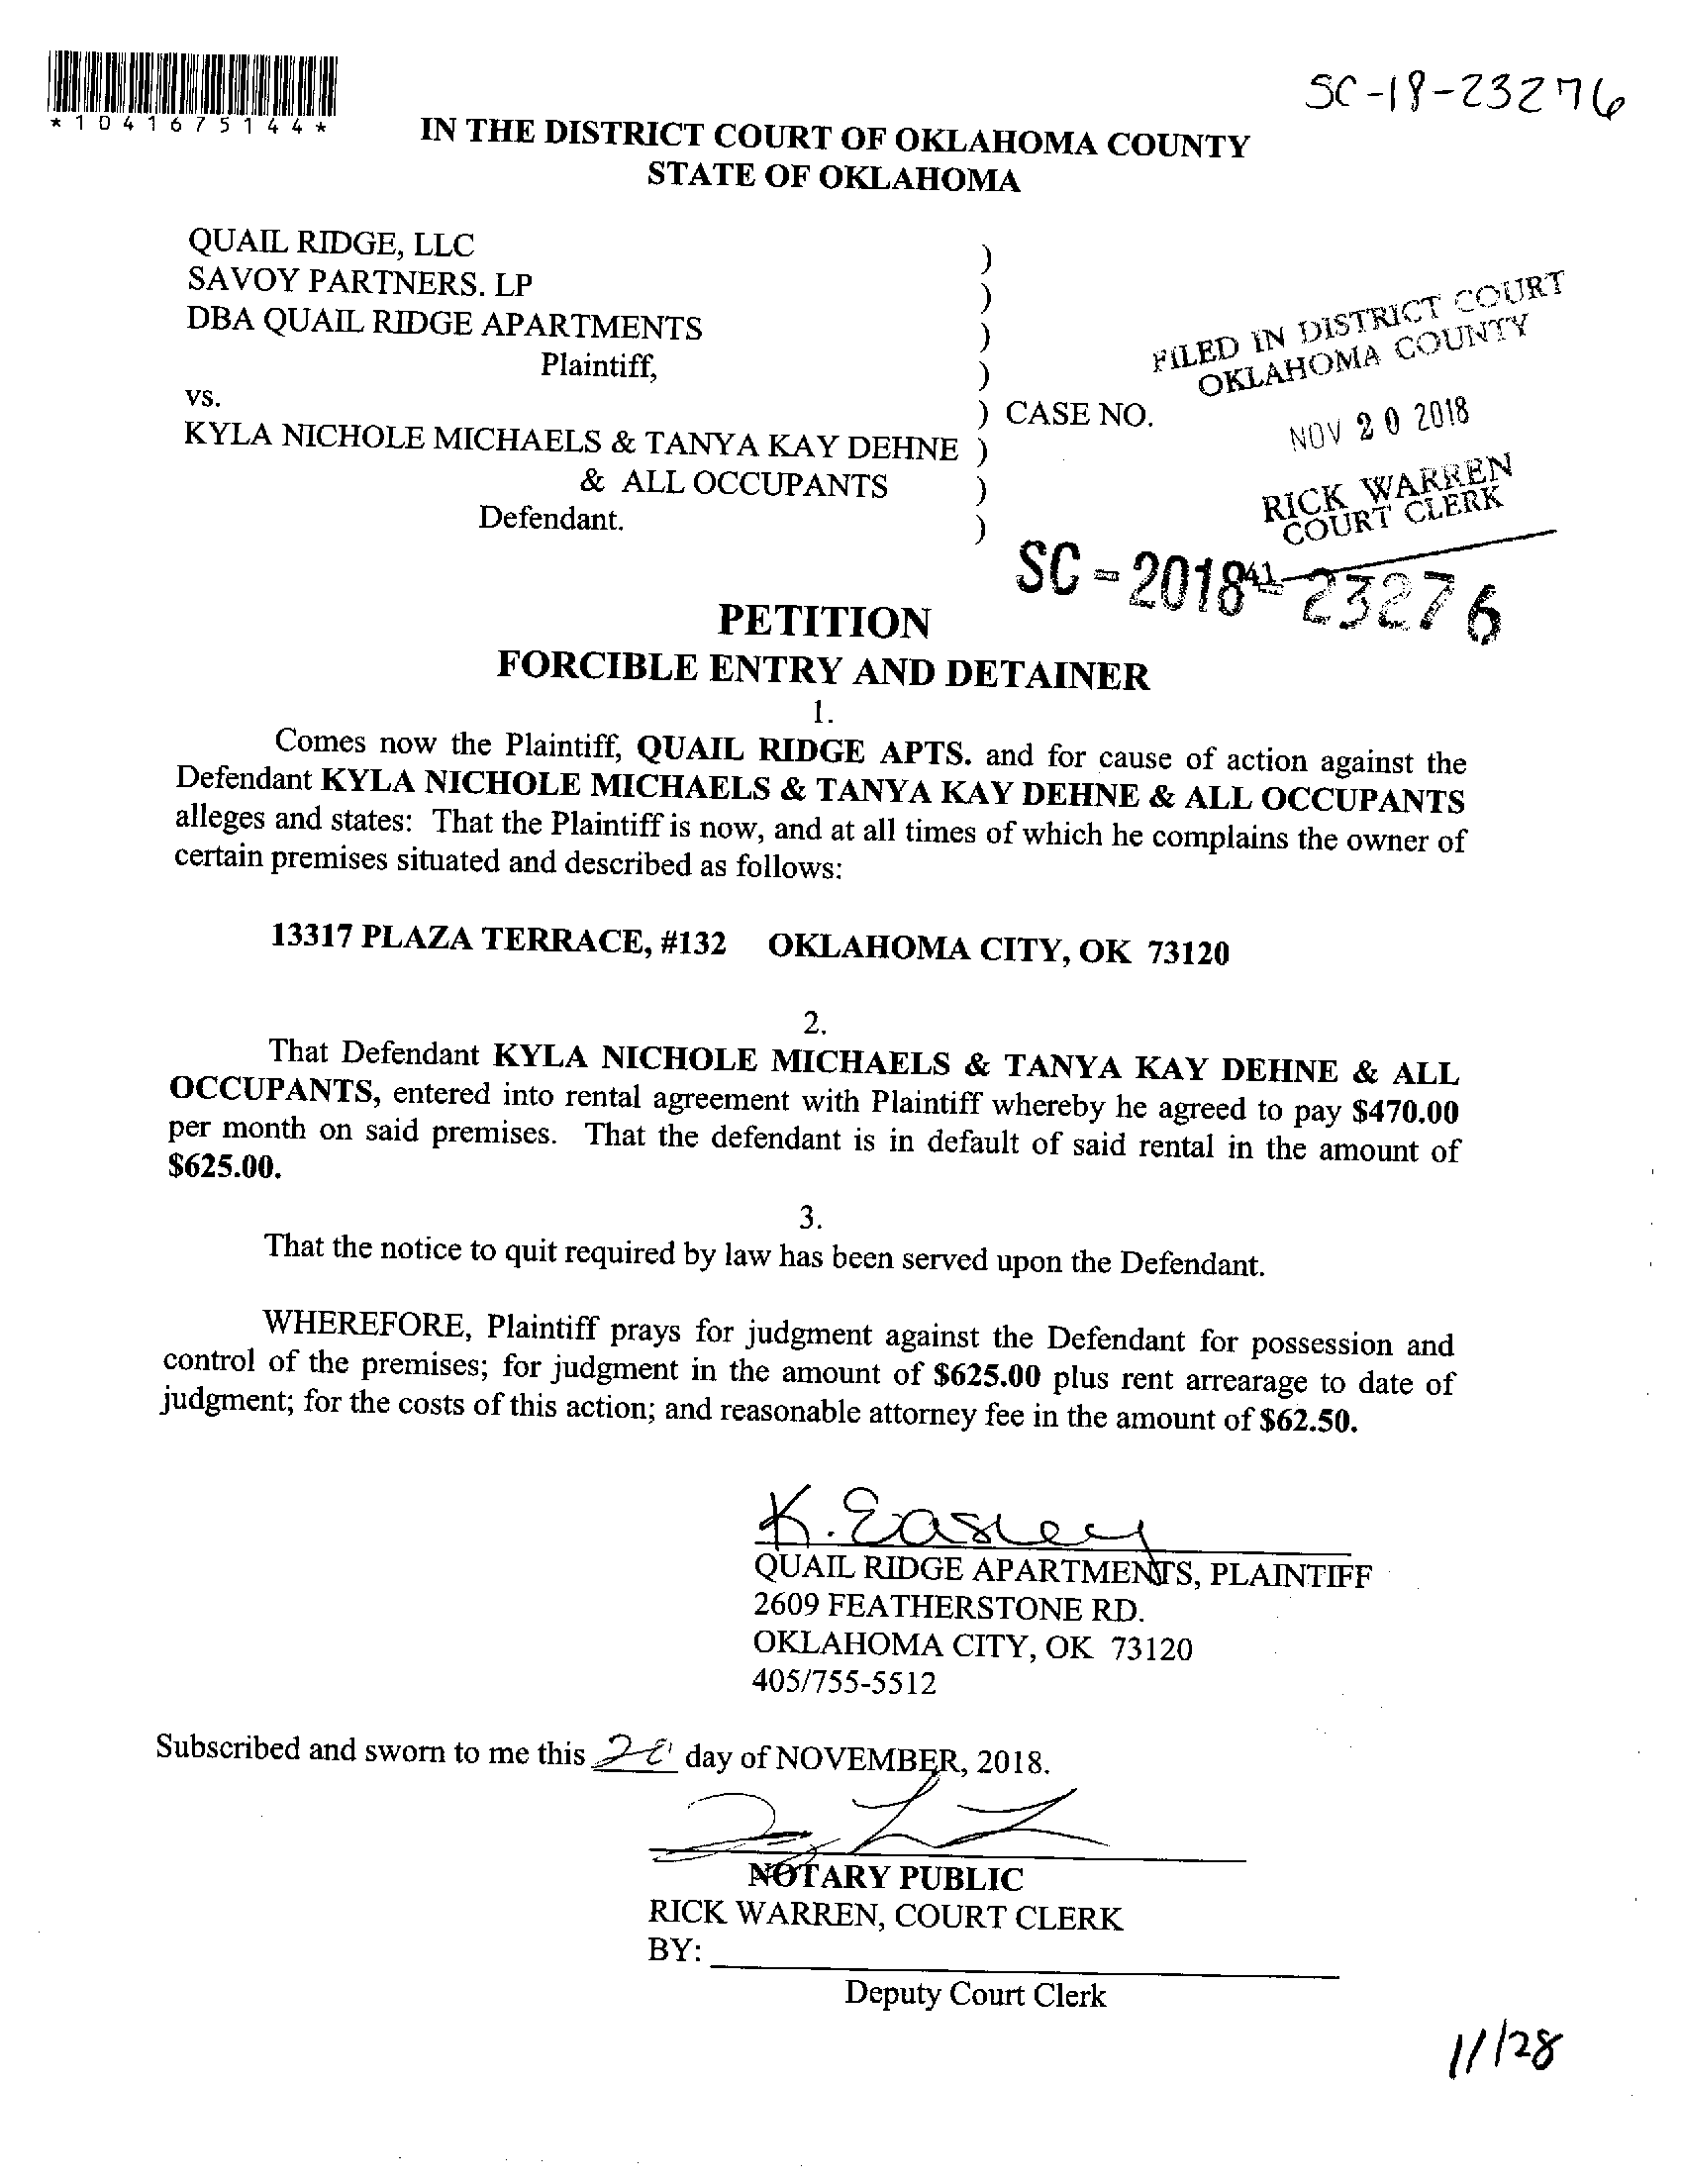 SC-18-23276
*1041675144*
IN THE DISTRICT COURT OF OKLAHOMA COUNTY
STATE OF OKLAHOMA
QUAIL RIDGE, LLC )
SAVOY PARTNERS. LP )
DBA QUAIL RIDGE APARTMENTS )
Plaintiff, )
vs.
) CASE NO.
KYLA NICHOLE MICHAELS & TANYA KAY DEHNE )
& ALL OCCUPANTS )
Defendant. )
FILED IN DISTRICT COURT
OKLAHOMA COUNTY
NOV 20 2018
RICK WARREN
COURT CLERK
41
SC-2018-23276
PETITION
FORCIBLE ENTRY AND DETAINER
1.
Comes now the Plaintiff, QUAIL RIDGE APTS. and for cause of action against the
Defendant KYLA NICHOLE MICHAELS & TANYA KAY DEHNE & ALL OCCUPANTS
alleges and states: That the Plaintiff is now, and at all times of which he complains the owner of
certain premises situated and described as follows:
13317 PLAZA TERRACE, #132 OKLAHOMA CITY, OK 73120
2.
That Defendant KYLA NICHOLE MICHAELS & TANYA KAY DEHNE & ALL
OCCUPANTS, entered into rental agreement with Plaintiff whereby he agreed to pay $470.00
per month on said premises. That the defendant is in default of said rental in the amount of
$625.00.
3.
That the notice to quit required by law has been served upon the Defendant.
WHEREFORE, Plaintiff prays for judgment against the Defendant for possession and
control of the premises; for judgment in the amount of $625.00 plus rent arrearage to date of
judgment; for the costs of this action; and reasonable attorney fee in the amount of $62.50.
K. Easley
QUAIL RIDGE APARTMENTS, PLAINTIFF
2609 FEATHERSTONE RD.
OKLAHOMA CITY, OK 73120
405/755-5512
Subscribed and sworn to me this day of NOVEMBER, 2018.
NOTARY PUBLIC
RICK WARREN, COURT CLERK
BY:
Deputy Court Clerk
11/28